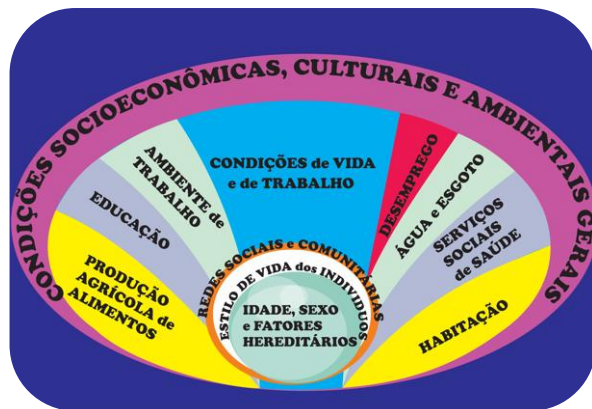 CONDIÇÕES SOCIOECONÔMICAS, CULTURAIS E AMBIENTAIS GERAIS
CONDIÇÕES de VIDA
e de TRABALHO
AMBIENTE de
TRABALHO
EDUCAÇÃO
PRODUÇÃO
AGRÍCOLA de
ALIMENTOS
DESEMPREGO
ÁGUA e ESGOTO
SERVIÇOS
SOCIAIS
de SAÚDE
HABITAÇÃO
REDES SOCIAIS e COMUNITÁRIAS
ESTILO DE VIDA dos INDIVIDUOS
IDADE, SEXO
e FATORES
HEREDITÁRIOS